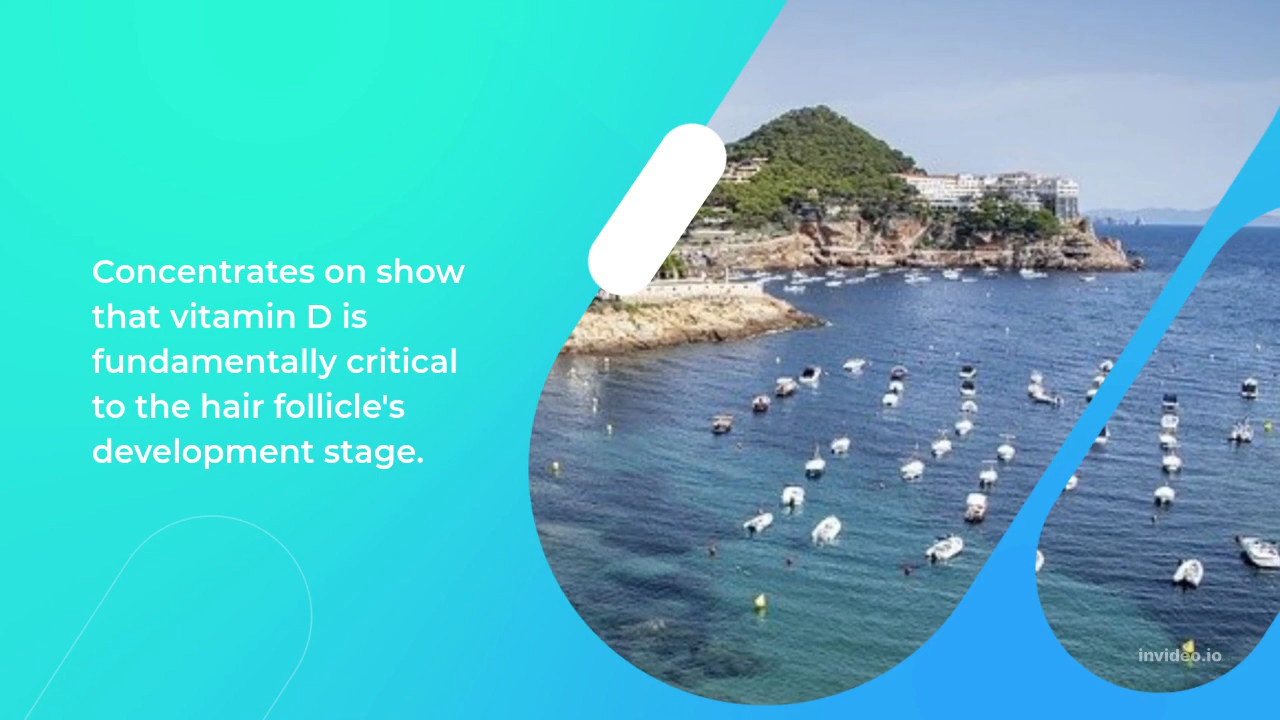 Concentrates on show
that vitamin D is
fundamentally critical
to the hair follicle's
development stage.
invideo.io